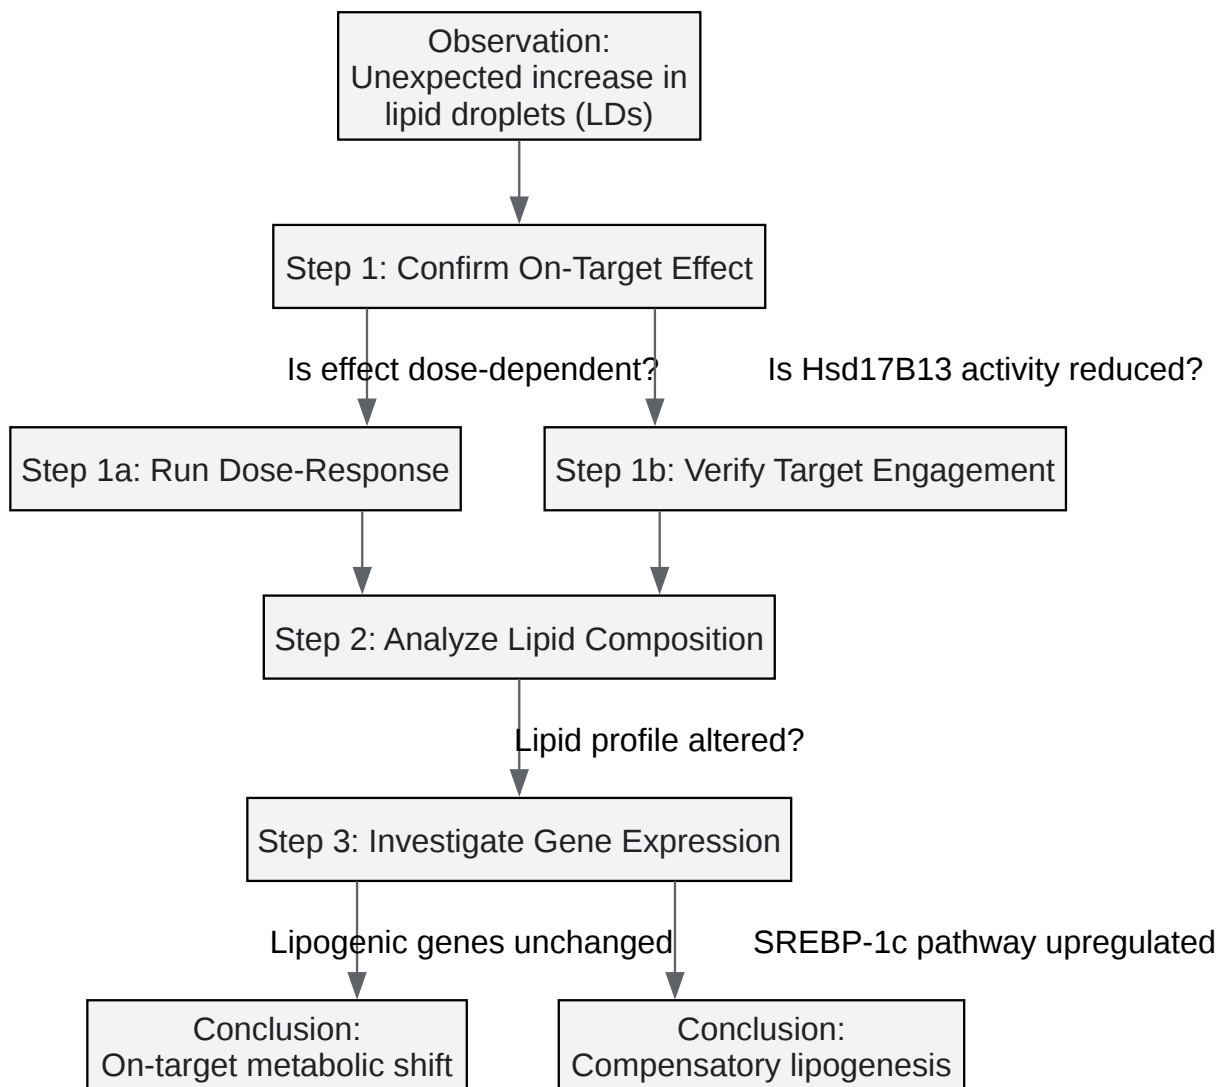 Observation:
Unexpected increase in
lipid droplets (LDs)
Step 1: Confirm On-Target Effect
Is effect dose-dependent?
Is Hsd17B13 activity reduced?
Step 1a: Run Dose-Response
Step 1b: Verify Target Engagement
Step 2: Analyze Lipid Composition
Lipid profile altered?
Step 3: Investigate Gene Expression
Lipogenic genes unchanged
SREBP-1c pathway upregulated
Conclusion:
On-target metabolic shift
Conclusion:
Compensatory lipogenesis